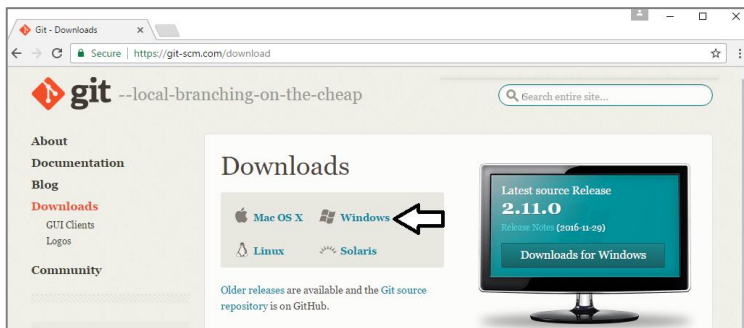 Git - Downloads
Secure | https://git-scm.com/download
git --local-branching-on-the-cheap
Search entire site...
About
Documentation
Blog
Downloads
GUI Clients
Logos
Community
Downloads
Mac OS X Windows
Linux Solaris
Older releases are available and the Git source
repository is on GitHub.
Latest source Release
2.11.0
Release Notes (2016-11-29)
Downloads for Windows